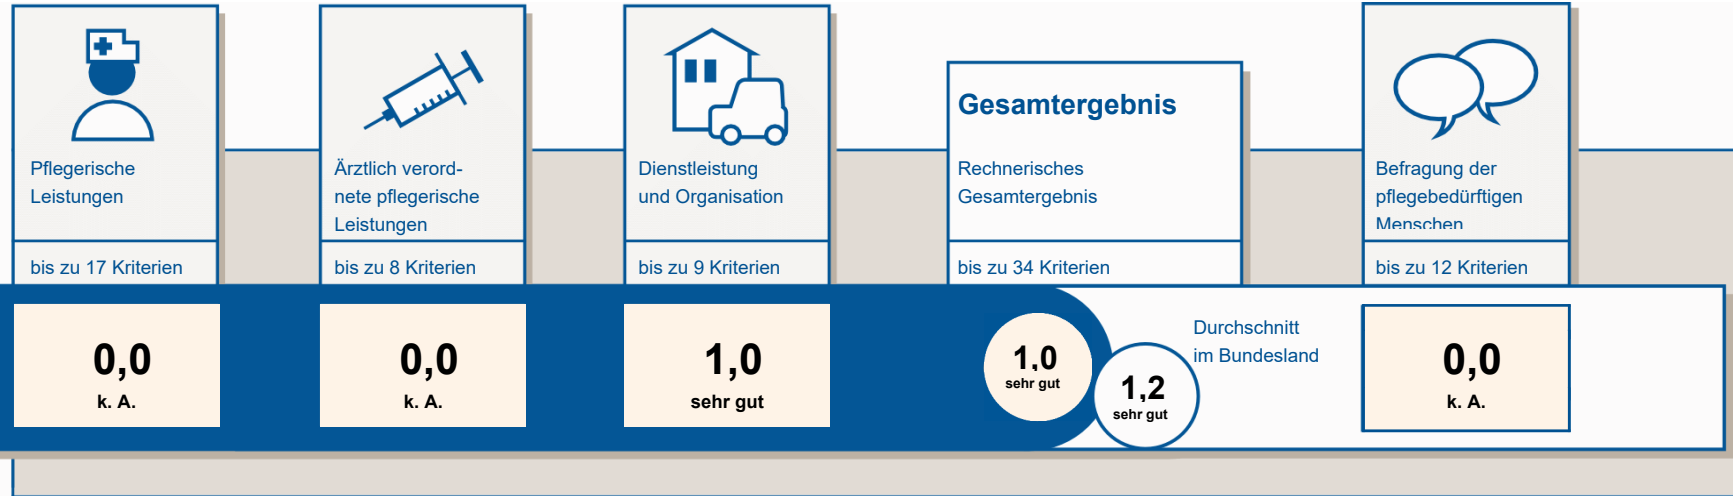 Pflegerische
Leistungen
bis zu 17 Kriterien
0,0
k. A.
Ärztlich verord-
nete pflegerische
Leistungen
bis zu 8 Kriterien
0,0
k. A.
Dienstleistung
und Organisation
bis zu 9 Kriterien
1,0
sehr gut
Gesamtergebnis
Rechnerisches
Gesamtergebnis
bis zu 34 Kriterien
1,0
sehr gut
1,2
sehr gut
Durchschnitt
im Bundesland
Befragung der
pflegebedürftigen
Menschen
bis zu 12 Kriterien
0,0
k. A.